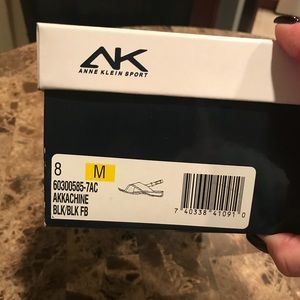 AK
ANNE KLEIN SPORT
8 M
60300585-7AC
AKKACHINE
BLK/BLK FB
7 40338 41091 0